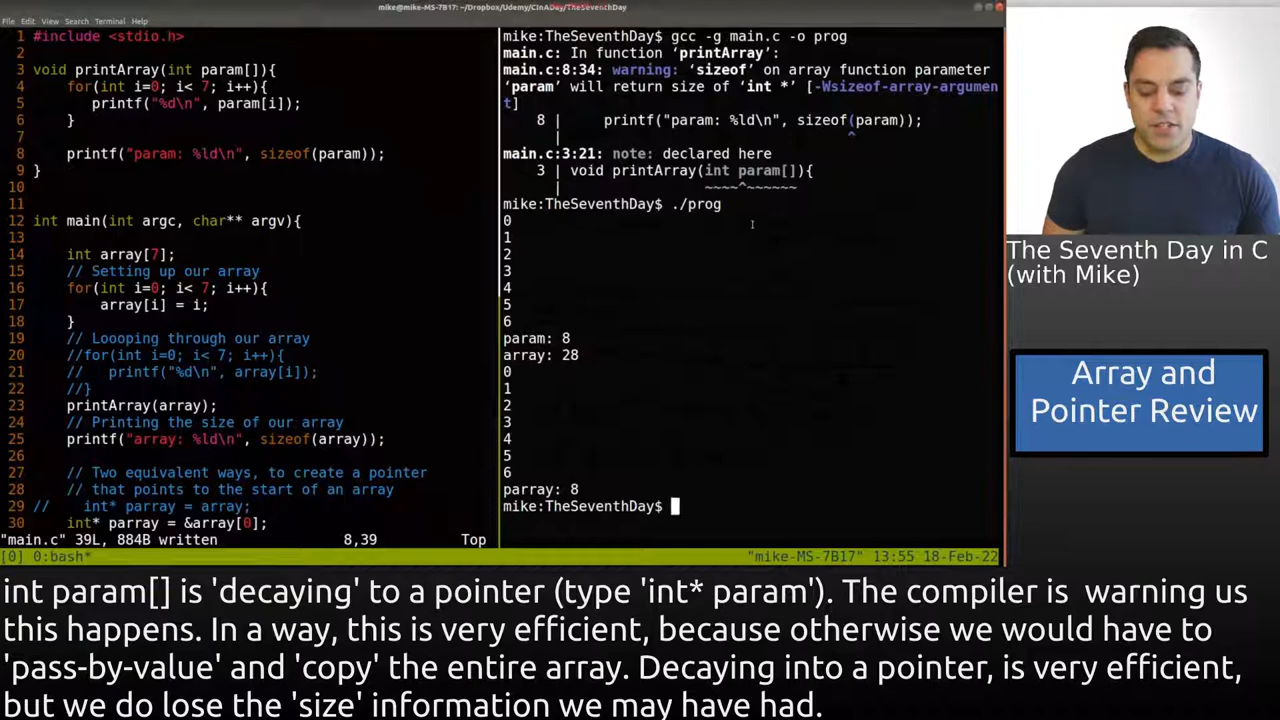 mike@mike-MS-7B17: ~/Dropbox/Udemy/CInADay/TheSeventhDay
File Edit View Search Terminal Help
1 #include <stdio.h>
2
3 void printArray(int param[]){
4 for(int i=0; i< 7; i++){
5 printf("%d\n", param[i]);
6 }
7
8 printf("param: %ld\n", sizeof(param));
9 }
10
11
12 int main(int argc, char** argv){
13
14 int array[7];
15 // Setting up our array
16 for(int i=0; i< 7; i++){
17 array[i] = i;
18 }
19 // Loooping through our array
20 //for(int i=0; i< 7; i++){
21 // printf("%d\n", array[i]);
22 //}
23 printArray(array);
24 // Printing the size of our array
25 printf("array: %ld\n", sizeof(array));
26
27 // Two equivalent ways, to create a pointer
28 // that points to the start of an array
29 // int* parray = array;
30 int* parray = &array[0];
"main.c" 39L, 884B written 8,39 Top
mike:TheSeventhDay$ gcc -g main.c -o prog
main.c: In function ‘printArray’:
main.c:8:34: warning: ‘sizeof’ on array function parameter
‘param’ will return size of ‘int *’ [-Wsizeof-array-argumen
t]
8 | printf("param: %ld\n", sizeof(param));
| ^
main.c:3:21: note: declared here
3 | void printArray(int param[]){
| ~~~~^~~~~~~
mike:TheSeventhDay$ ./prog
0
1
2
3
4
5
6
param: 8
array: 28
0
1
2
3
4
5
6
parray: 8
mike:TheSeventhDay$
[0] 0:bash* "mike-MS-7B17" 13:55 18-Feb-22
The Seventh Day in C
(with Mike)
Array and
Pointer Review
int param[] is 'decaying' to a pointer (type 'int* param'). The compiler is warning us
this happens. In a way, this is very efficient, because otherwise we would have to
'pass-by-value' and 'copy' the entire array. Decaying into a pointer, is very efficient,
but we do lose the 'size' information we may have had.